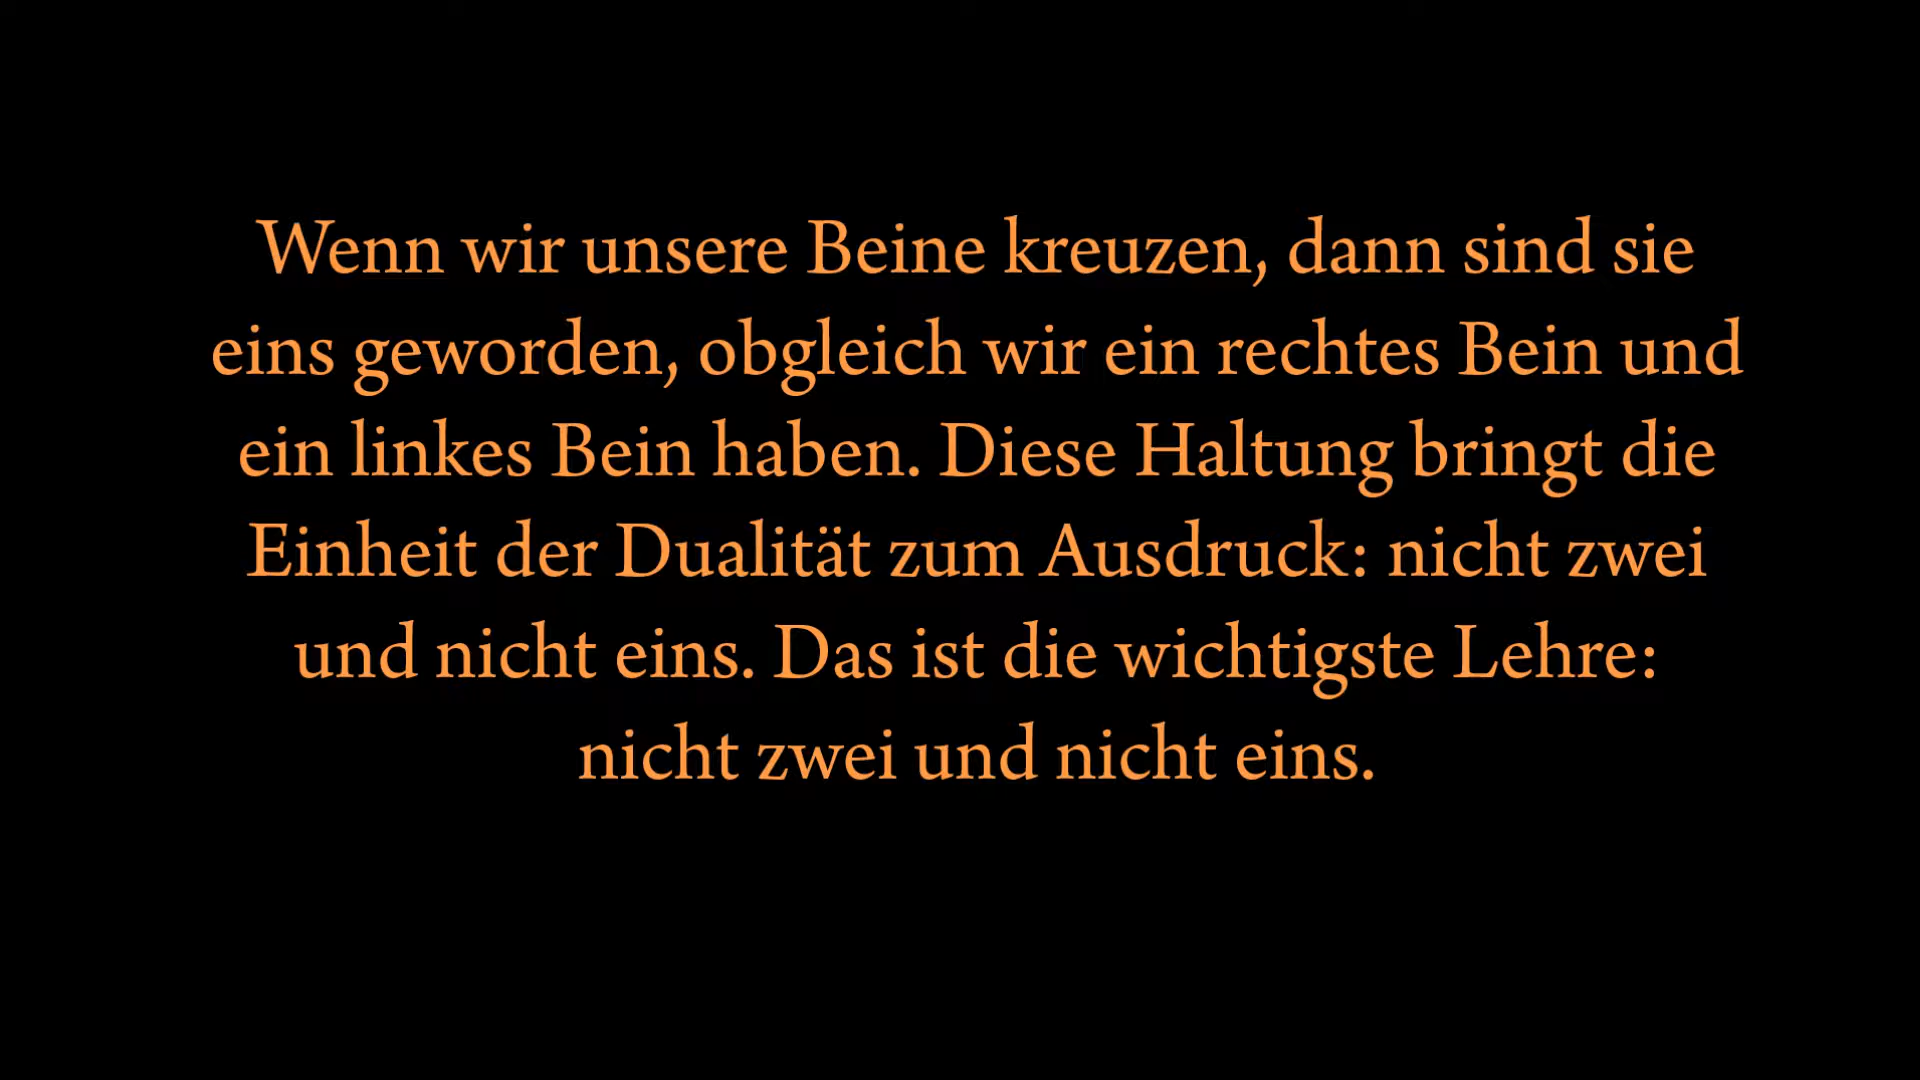 Wenn wir unsere Beine kreuzen, dann sind sie
eins geworden, obgleich wir ein rechtes Bein und
ein linkes Bein haben. Diese Haltung bringt die
Einheit der Dualität zum Ausdruck: nicht zwei
und nicht eins. Das ist die wichtigste Lehre:
nicht zwei und nicht eins.